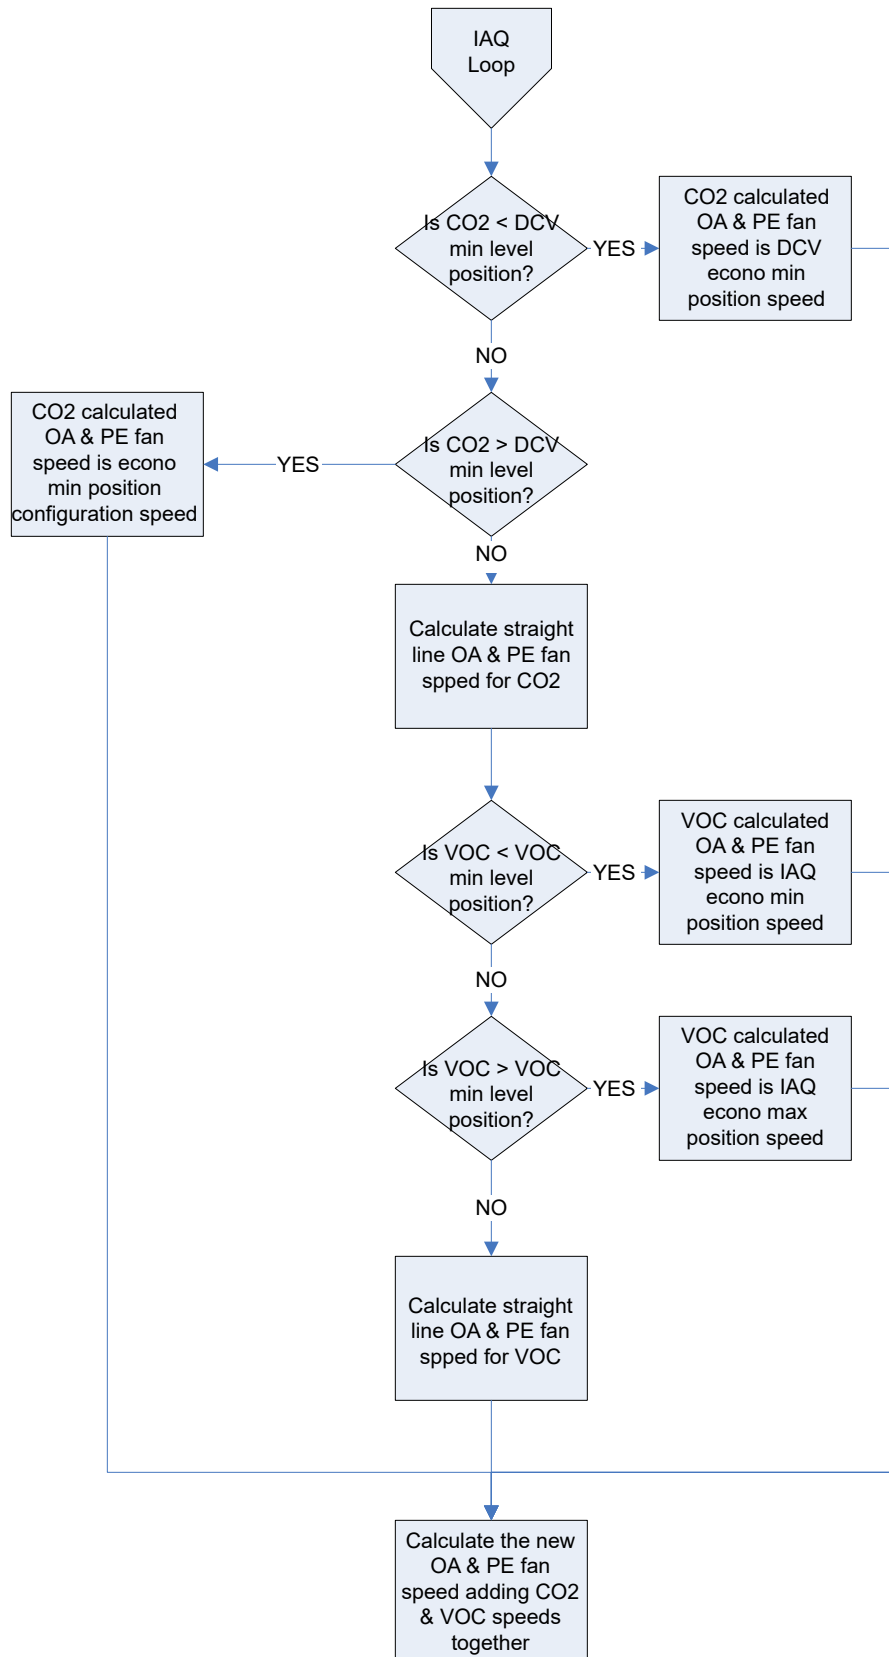 IAQ
Loop
Is CO2 < DCV
min level
position?
YES
CO2 calculated
OA & PE fan
speed is DCV
econo min
position speed
NO
CO2 calculated
OA & PE fan
speed is econo
min position
configuration speed
YES
Is CO2 > DCV
min level
position?
NO
Calculate straight
line OA & PE fan
spped for CO2
Is VOC < VOC
min level
position?
YES
VOC calculated
OA & PE fan
speed is IAQ
econo min
position speed
NO
Is VOC > VOC
min level
position?
YES
VOC calculated
OA & PE fan
speed is IAQ
econo max
position speed
NO
Calculate straight
line OA & PE fan
spped for VOC
Calculate the new
OA & PE fan
speed adding CO2
& VOC speeds
together